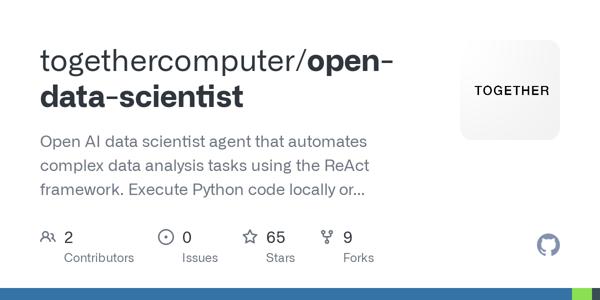 togethercomputer/open-
data-scientist
TOGETHER
Open AI data scientist agent that automates
complex data analysis tasks using the ReAct
framework. Execute Python code locally or...
2
Contributors
0
Issues
65
Stars
9
Forks